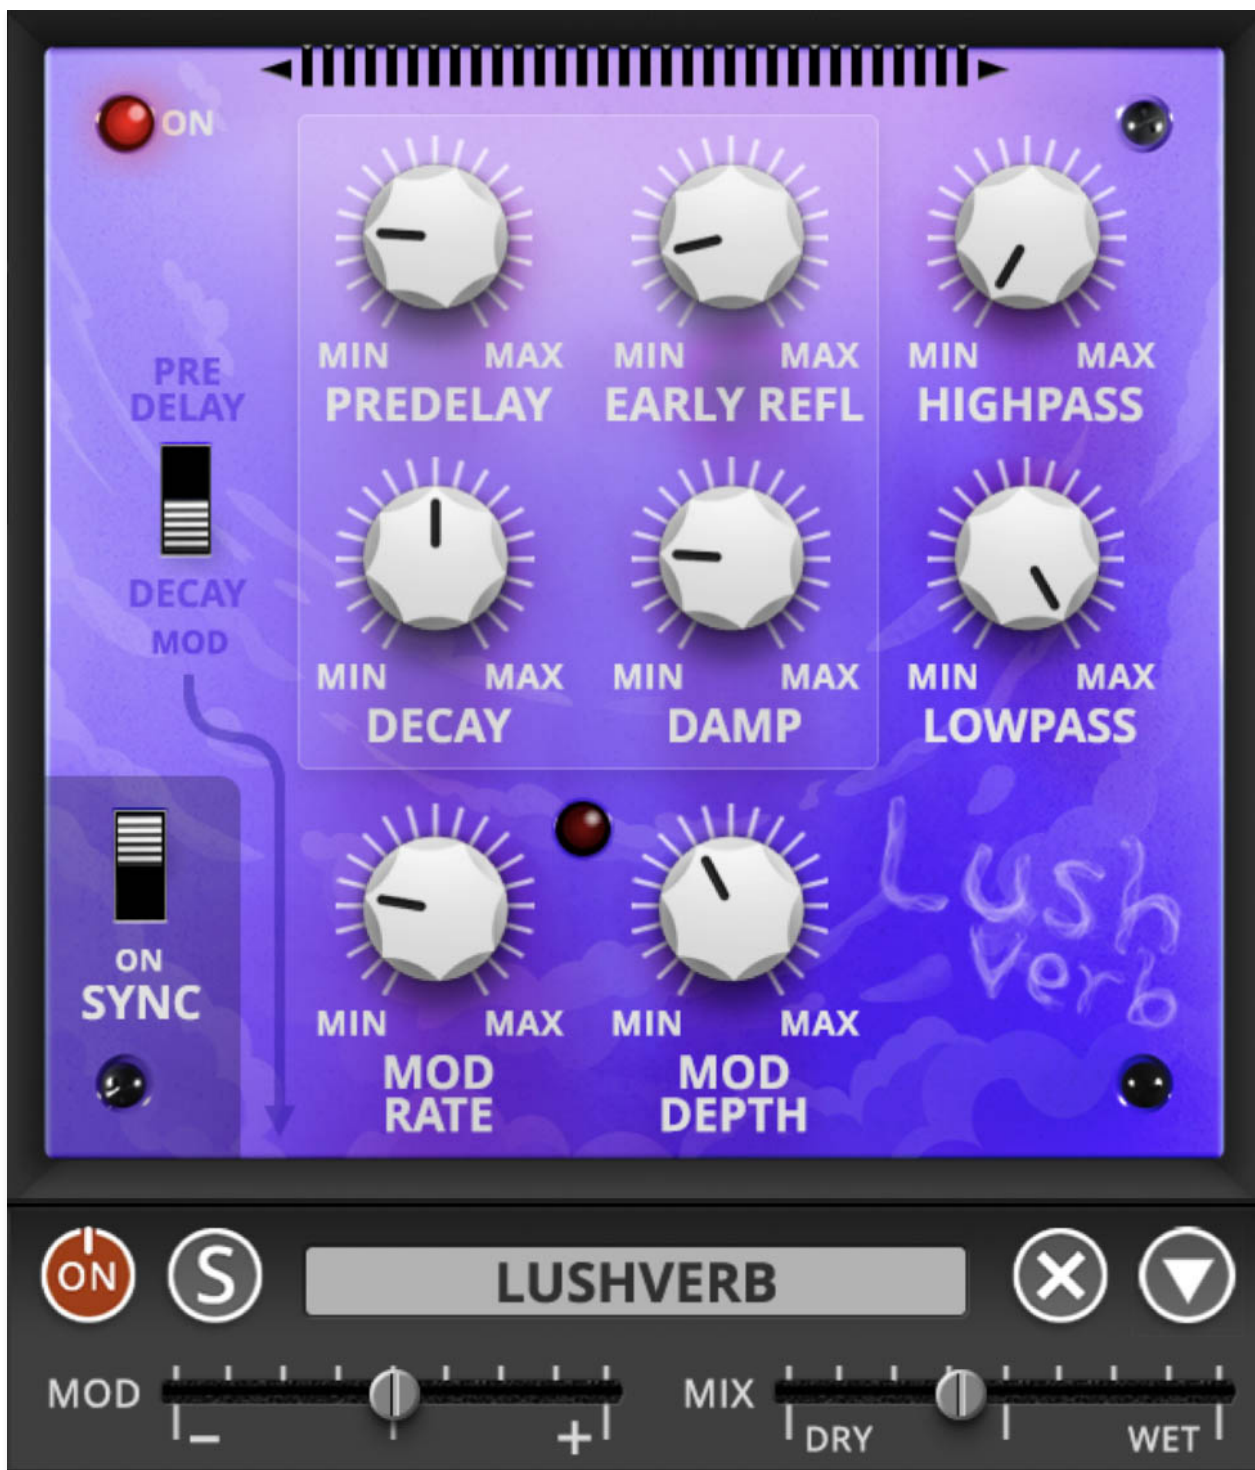 ON
PRE
DELAY
DECAY
MOD
ON
SYNC
MIN MAX
PREDELAY
MIN MAX
EARLY REFL
MIN MAX
HIGHPASS
MIN MAX
DECAY
MIN MAX
DAMP
MIN MAX
LOWPASS
MIN MAX
MOD
RATE
MIN MAX
MOD
DEPTH
Lush
Verb
ON
S
LUSHVERB
MOD
− +
MIX
DRY WET